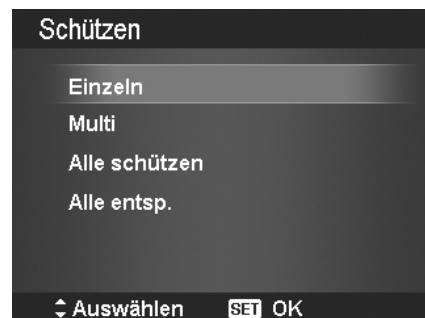 Schützen
Einzeln
Multi
Alle schützen
Alle entsp.
Auswählen SET OK